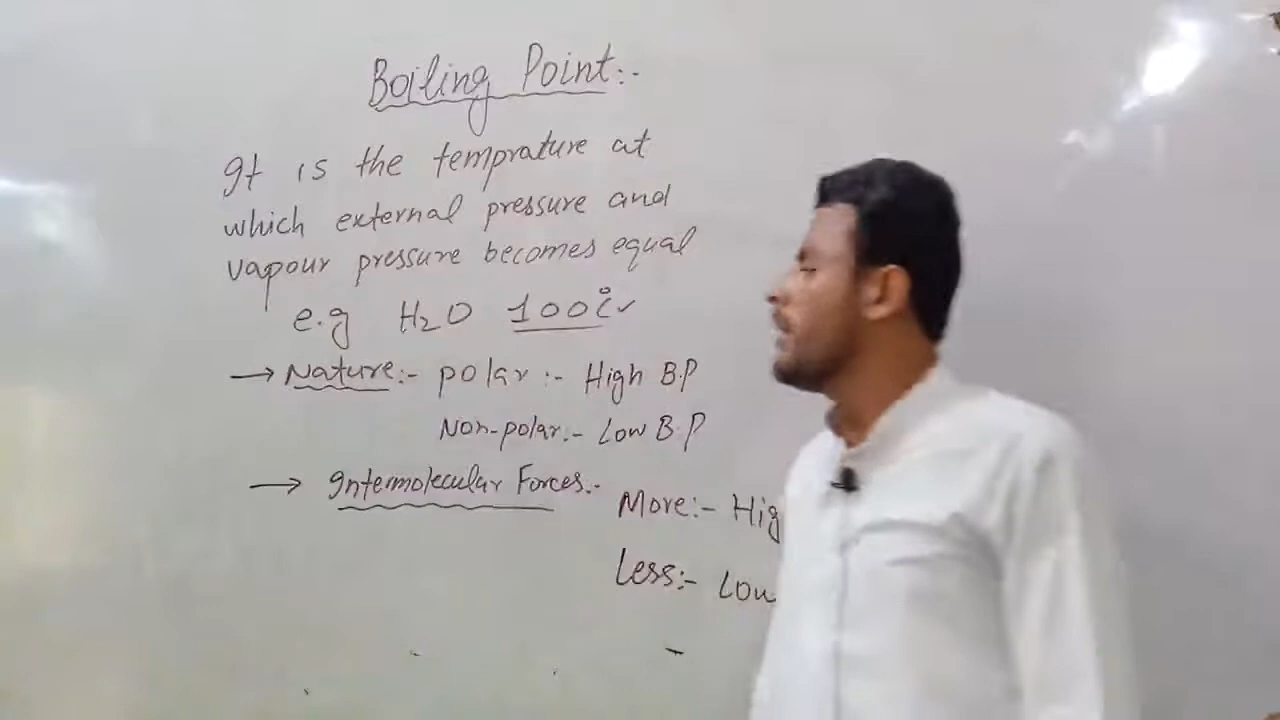 Boiling Point:-
It is the temprature at
which external pressure and
vapour pressure becomes equal
e.g H₂O 100°C ✓
→ Nature:- polar :- High B.P
Non-polar:- Low B.P
→ Intermolecular Forces:-
More:- Hig
Less:- Low